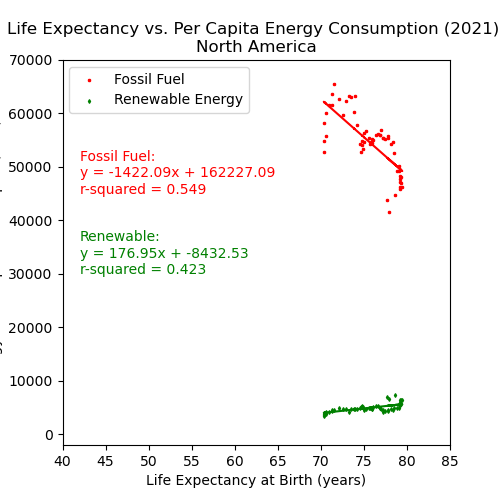 Life Expectancy vs. Per Capita Energy Consumption (2021)
North America
70000
60000
50000
40000
30000
20000
10000
0
Fossil Fuel
Renewable Energy
Fossil Fuel:
y = -1422.09x + 162227.09
r-squared = 0.549
Renewable:
y = 176.95x + -8432.53
r-squared = 0.423
40 45 50 55 60 65 70 75 80 85
Life Expectancy at Birth (years)